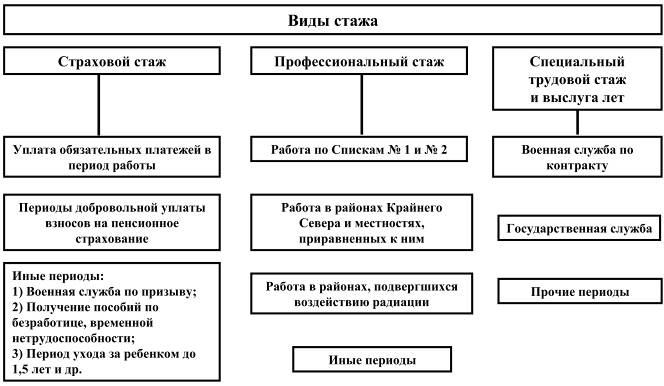 Виды стажа
Страховой стаж
Уплата обязательных платежей в
период работы
Периоды добровольной уплаты
взносов на пенсионное
страхование
Иные периоды:
1) Военная служба по призыву;
2) Получение пособий по
безработице, временной
нетрудоспособности;
3) Период ухода за ребенком до
1,5 лет и др.
Профессиональный стаж
Работа по Спискам № 1 и № 2
Работа в районах Крайнего
Севера и местностях,
приравненных к ним
Работа в районах, подвергшихся
воздействию радиации
Иные периоды
Специальный
трудовой стаж
и выслуга лет
Военная служба по
контракту
Государственная служба
Прочие периоды